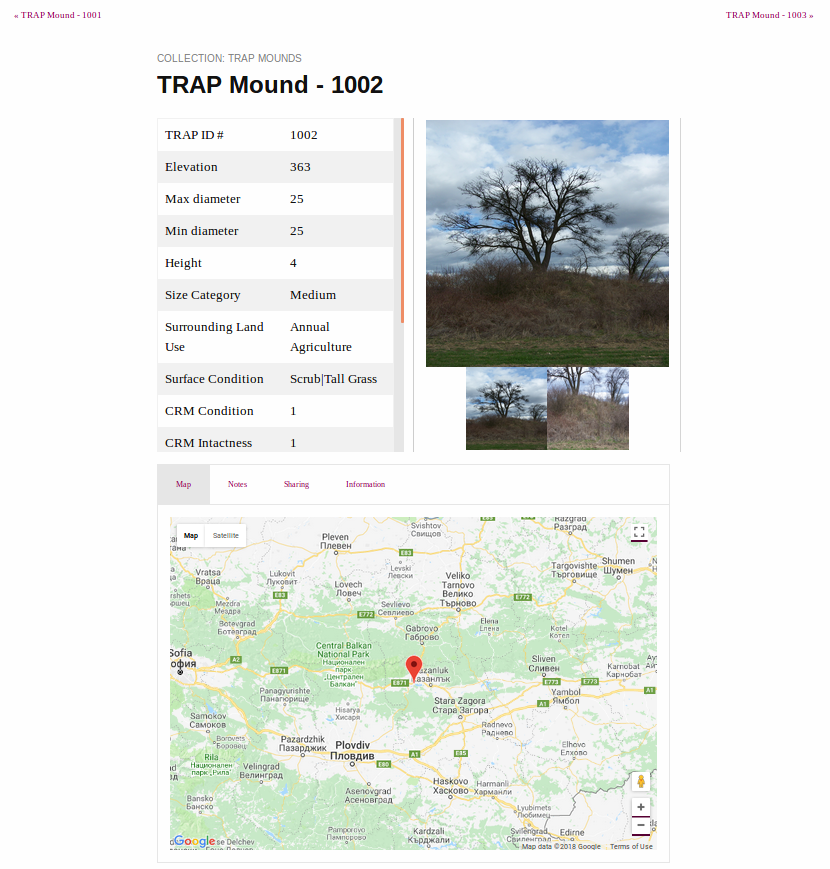 « TRAP Mound - 1001
TRAP Mound - 1003 »
COLLECTION: TRAP MOUNDS
TRAP Mound - 1002
TRAP ID # 1002
Elevation 363
Max diameter 25
Min diameter 25
Height 4
Size Category Medium
Surrounding Land Use Annual Agriculture
Surface Condition Scrub|Tall Grass
CRM Condition 1
CRM Intactness 1
Map Notes Sharing Information
Map Satellite
Svishtov
Свищов
Razgrad
Разград
Pleven
Плевен
E83
Levski
Левски
Targovishte
Търговище
Shumen
Шумен
Vratsa
Враца
Lukovit
Луковит
Lovech
Ловеч
Veliko
Tarnovo
Велико
Търново
E83
E772
Mezdra
Мездра
Sevlievo
Севлиево
E772
Botevgrad
Ботевград
Gabrovo
Габрово
Elena
Елена
Kotel
Котел
Central Balkan
National Park
Национален
парк
"Централен
Балкан"
Sofia
София
A2
E871
E871
Sliven
Сливен
Karnobat
Карнобат
E773
E773
A1
Yambol
Ямбол
A1
Panagyurishte
Панагюрище
Hisarya
Хисаря
Stara Zagora
Стара Загора
Samokov
Самоков
Radnevo
Раднево
Borovets
Боровец
Pazardzhik
Пазарджик
Plovdiv
Пловдив
A1
E85
E80
Elhovo
Елхово
Rila
Национален
парк „Рила"
Velingrad
Велинград
Haskovo
Хасково
Harmanli
Харманли
Asenovgrad
Асеновград
Bansko
Банско
Lyubimets
Любимец
Pamporovo
Пампорово
Kardzali
Кърджали
Svilengrad
Свиленград
Edirne
Google
se Delchev
+
−
Map data ©2018 Google Terms of Use